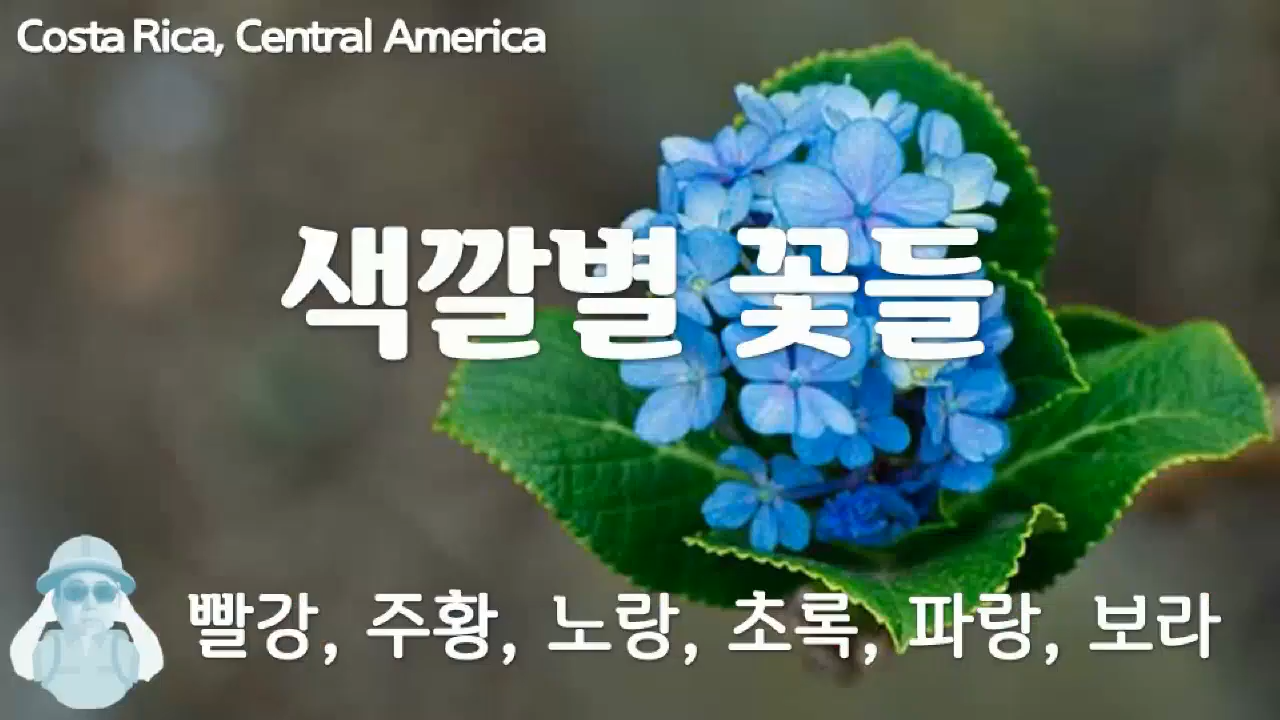 Costa Rica, Central America
색깔별 꽃들
빨강, 주황, 노랑, 초록, 파랑, 보라